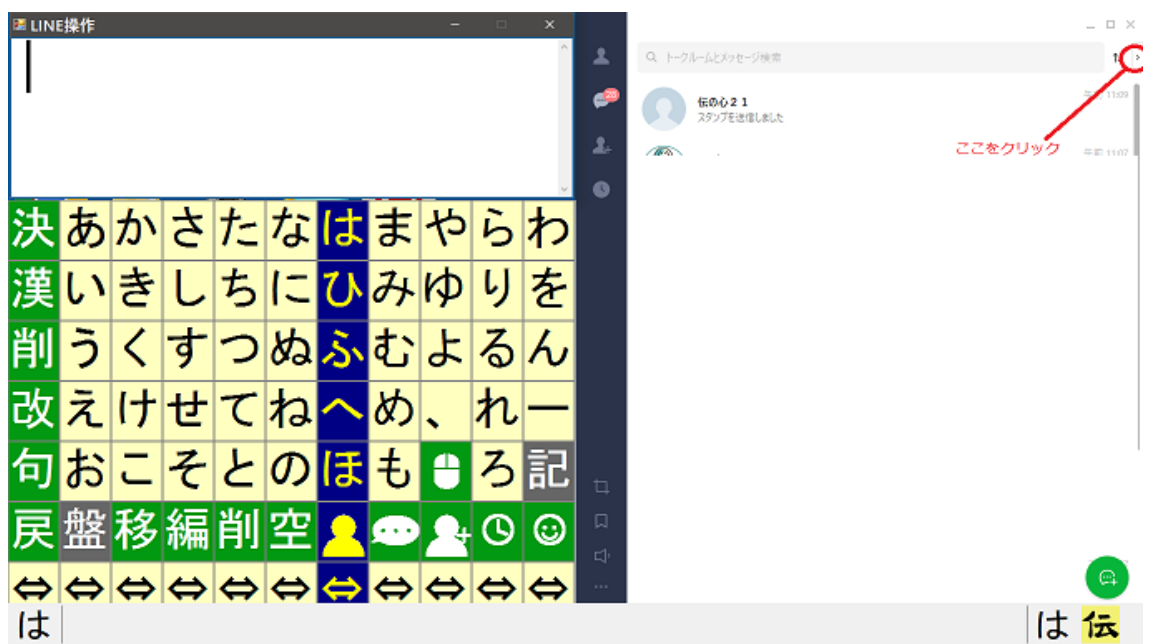 LINE操作
トークルームとメッセージ検索
伝の心21
午前 11:09
スタンプを送信しました
ここをクリック
午前 11:07
決 あ か さ た な は ま や ら わ
漢 い き し ち に ひ み ゆ り を
削 う く す つ ぬ ふ む よ る ん
改 え け せ て ね へ め 、 れ ー
句 お こ そ と の ほ も ろ 記
戻 盤 移 編 削 空
は
は 伝